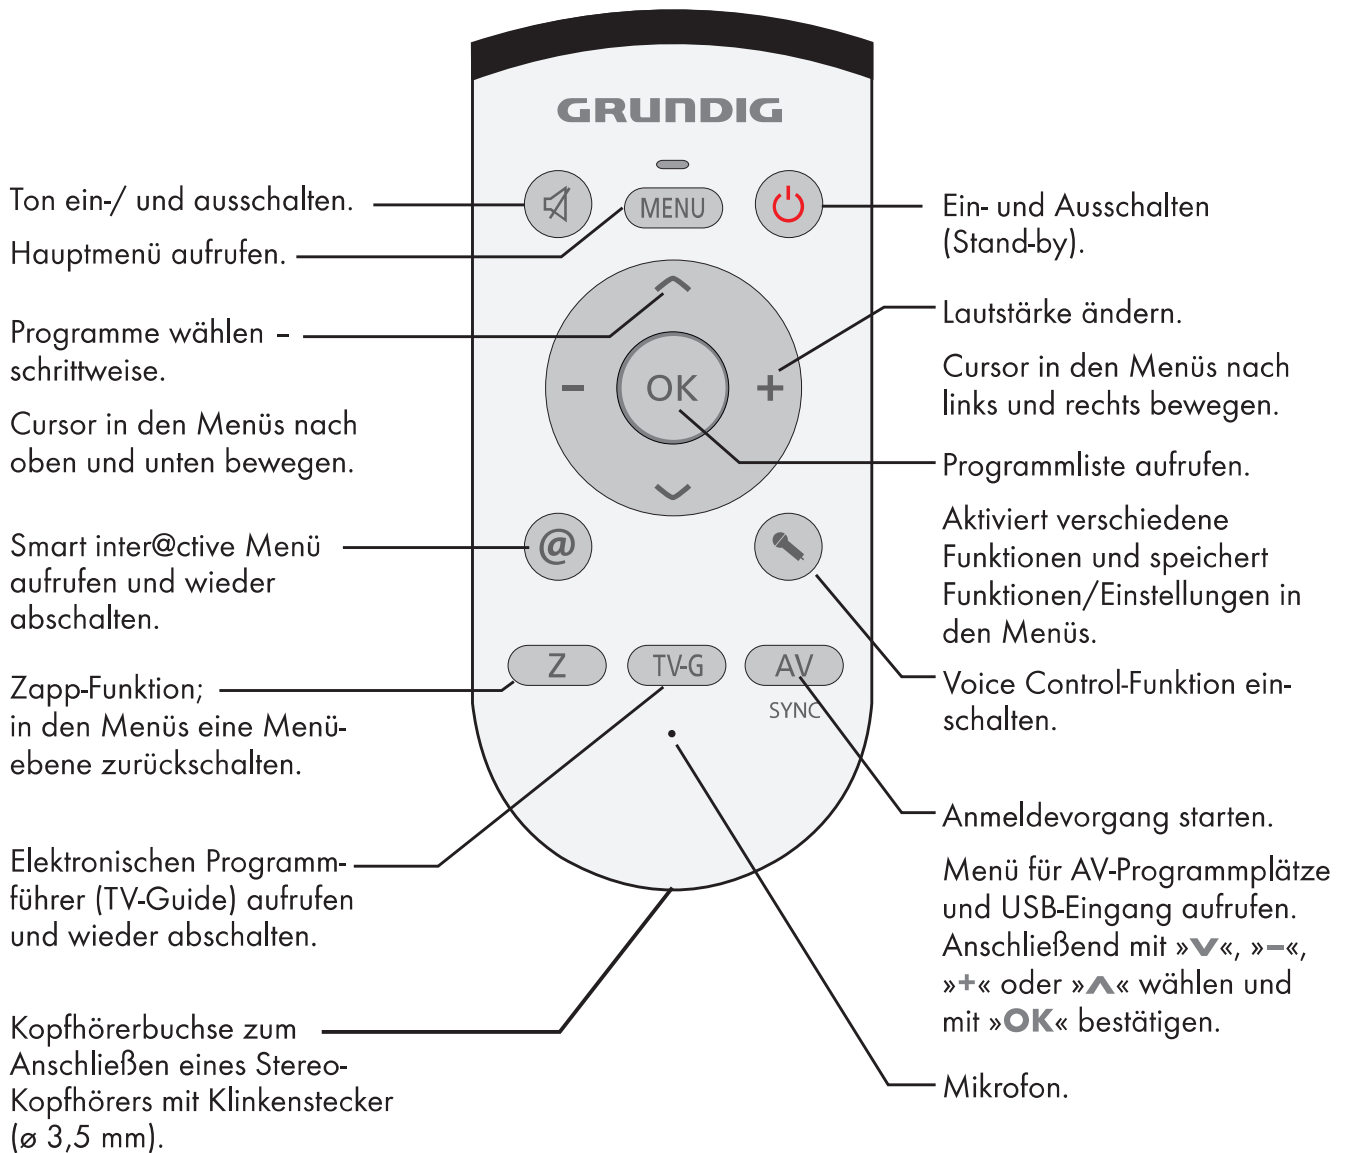 GRUNDIG
MENU
OK
@
Z
TV-G
AV
SYNC
Ton ein-/ und ausschalten.
Hauptmenü aufrufen.
Programme wählen –
schrittweise.
Cursor in den Menüs nach
oben und unten bewegen.
Smart inter@ctive Menü
aufrufen und wieder
abschalten.
Zapp-Funktion;
in den Menüs eine Menü-
ebene zurückschalten.
Elektronischen Programm-
führer (TV-Guide) aufrufen
und wieder abschalten.
Kopfhörerbuchse zum
Anschließen eines Stereo-
Kopfhörers mit Klinkenstecker
(ø 3,5 mm).
Ein- und Ausschalten
(Stand-by).
Lautstärke ändern.
Cursor in den Menüs nach
links und rechts bewegen.
Programmliste aufrufen.
Aktiviert verschiedene
Funktionen und speichert
Funktionen/Einstellungen in
den Menüs.
Voice Control-Funktion ein-
schalten.
Anmeldevorgang starten.
Menü für AV-Programmplätze
und USB-Eingang aufrufen.
Anschließend mit »V«, »–«,
»+« oder »Λ« wählen und
mit »OK« bestätigen.
Mikrofon.